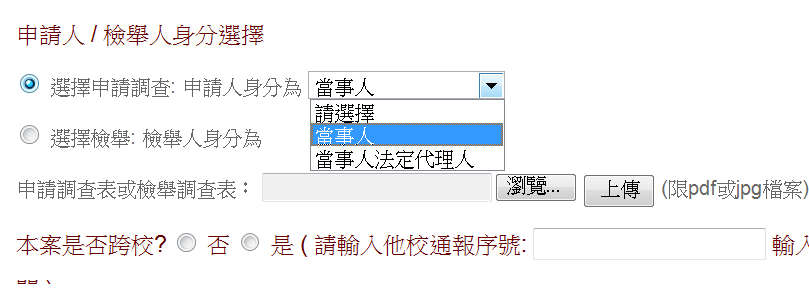 申請人 / 檢舉人身分選擇
選擇申請調查: 申請人身分為 當事人
請選擇
選擇檢舉: 檢舉人身分為 當事人
當事人法定代理人
申請調查表或檢舉調查表： 瀏覽... 上傳 (限pdf或jpg檔案)
本案是否跨校? 否 是 ( 請輸入他校通報序號: 輸入